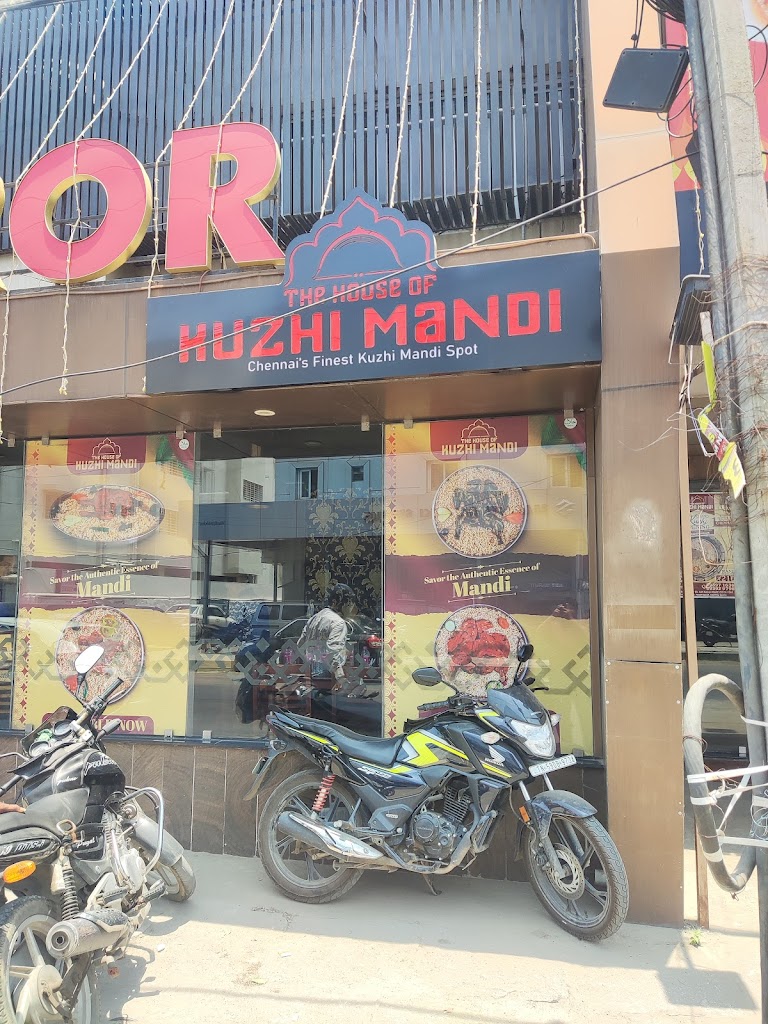 OR
THE HOUSE OF
KUZHI MANDI
Chennai's Finest Kuzhi Mandi Spot
THE HOUSE OF
KUZHI MANDI
Savor the Authentic Essence of
Mandi
NOW
THE HOUSE OF
KUZHI MANDI
Savor the Authentic Essence of
Mandi
HONDA